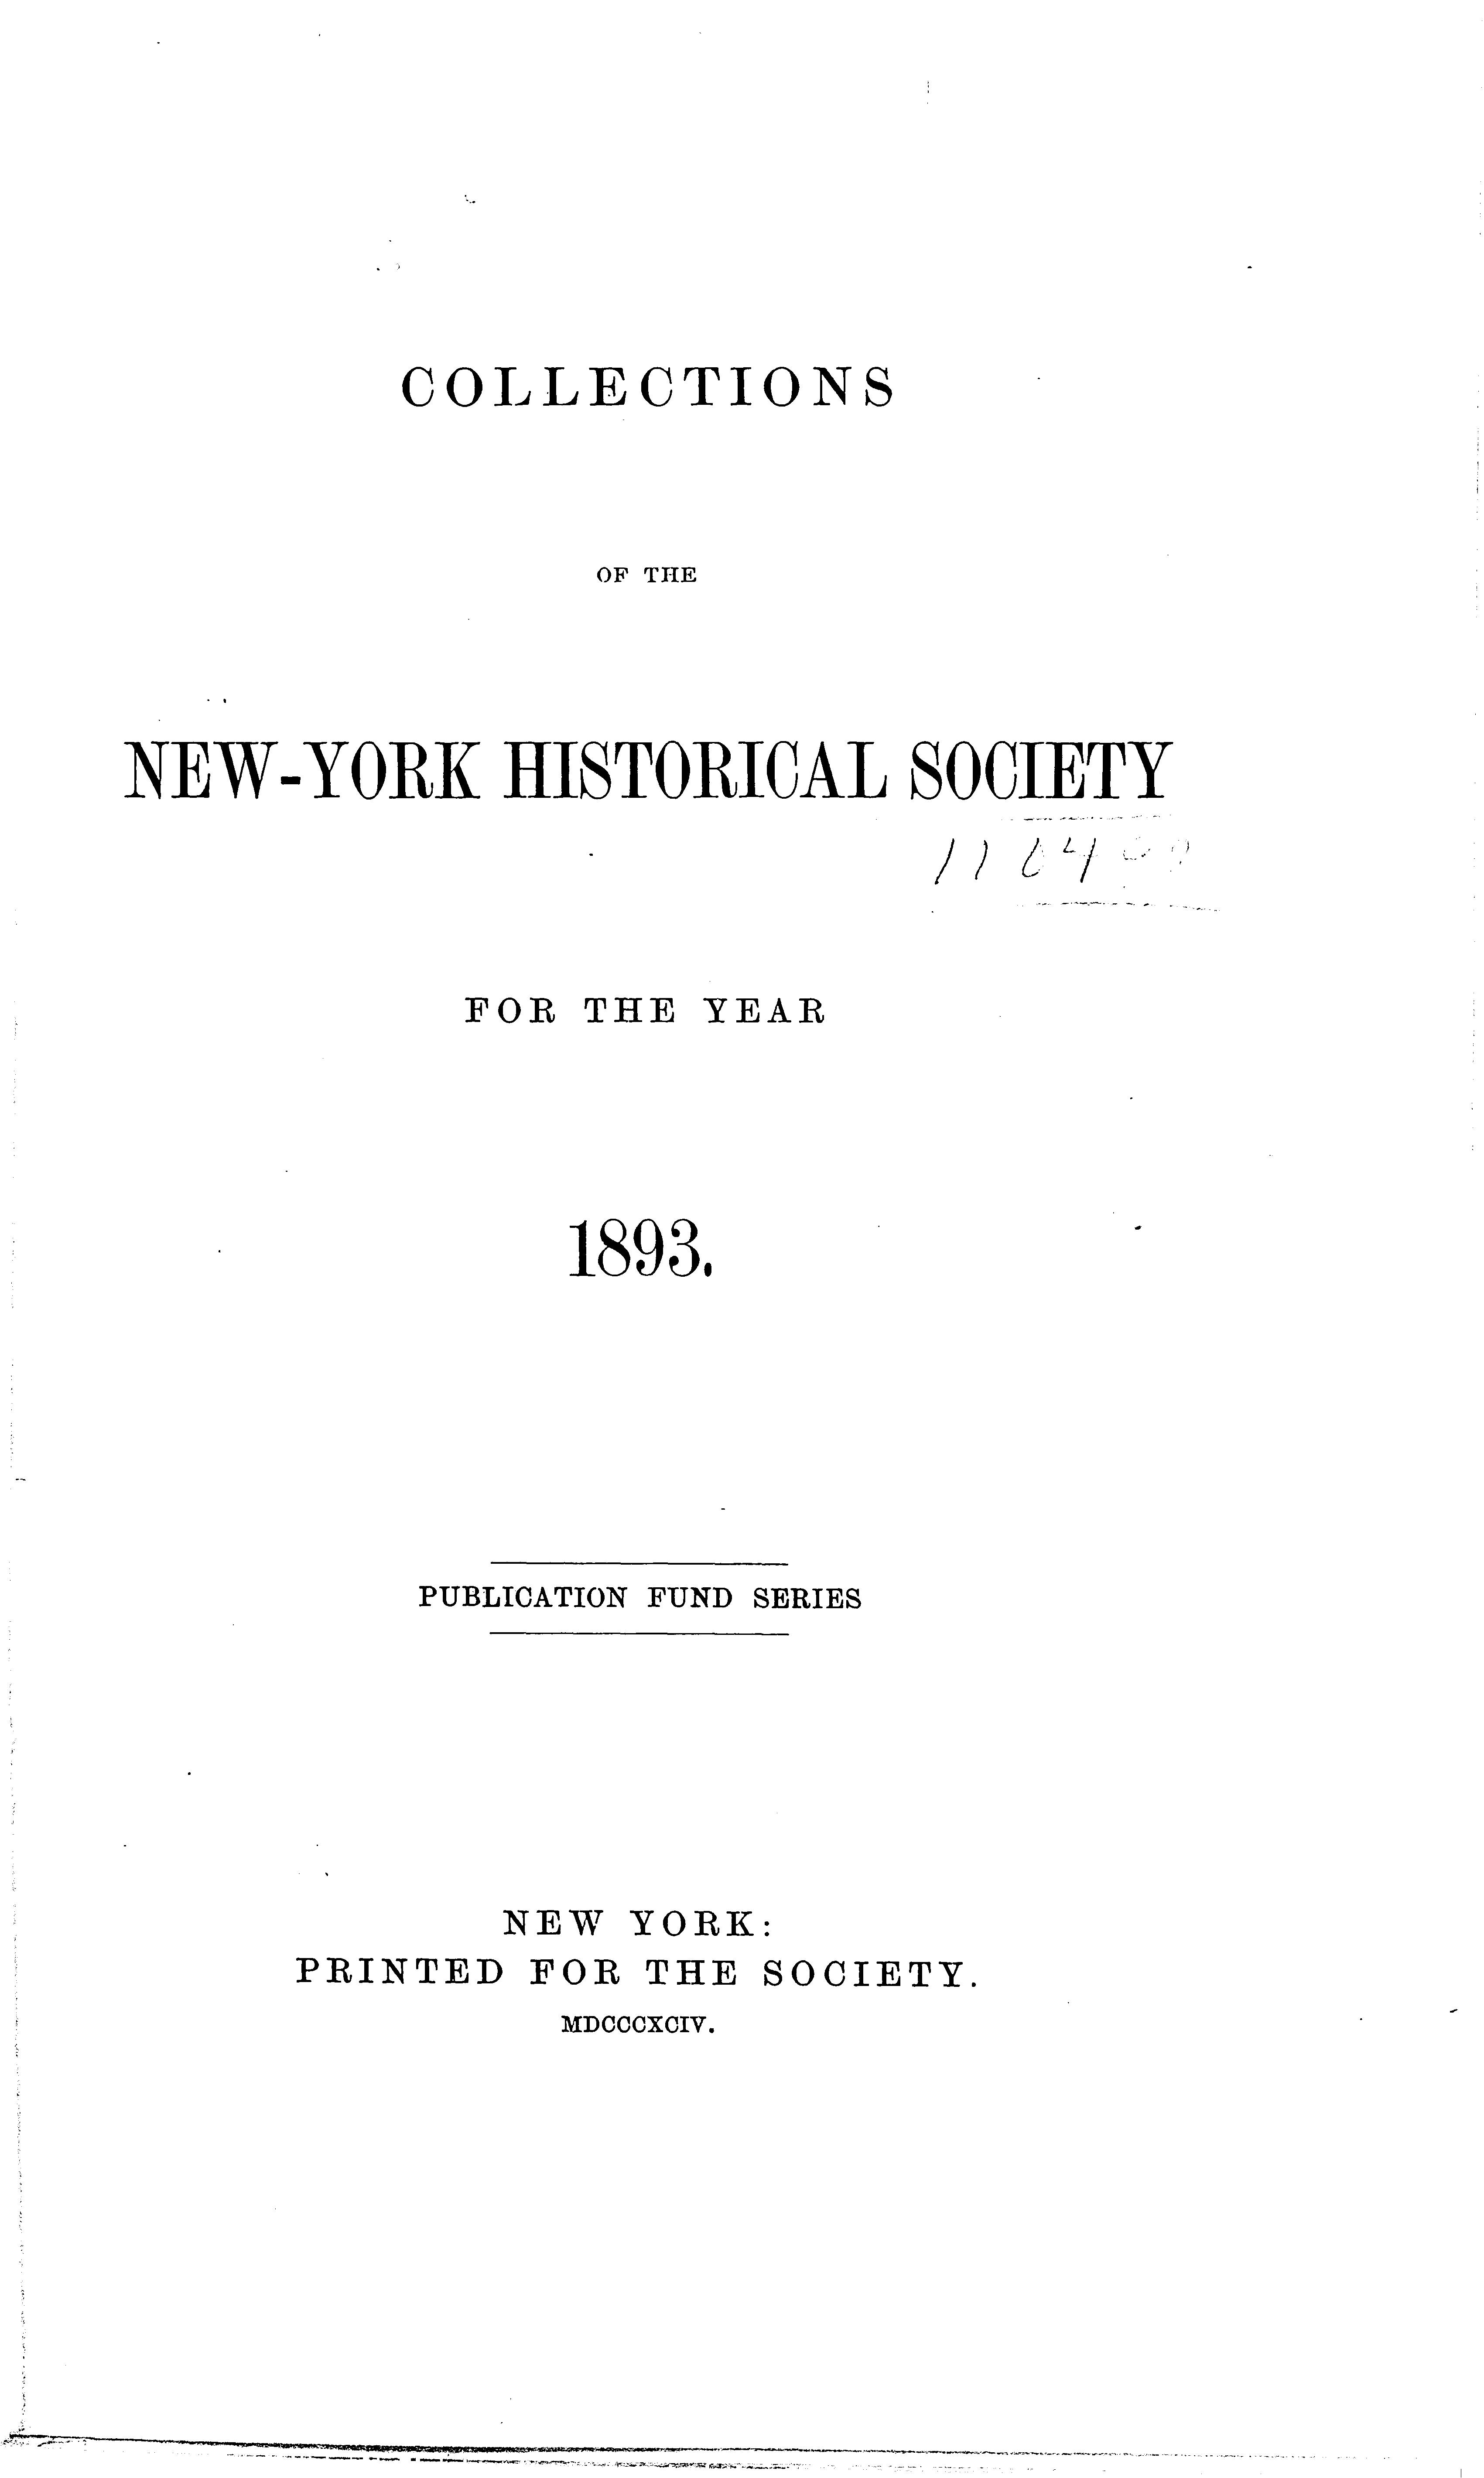 COLLECTIONS
OF THE
NEW-YORK HISTORICAL SOCIETY
FOR THE YEAR
1893.
PUBLICATION FUND SERIES
NEW YORK:
PRINTED FOR THE SOCIETY.
MDCCCXCIV.